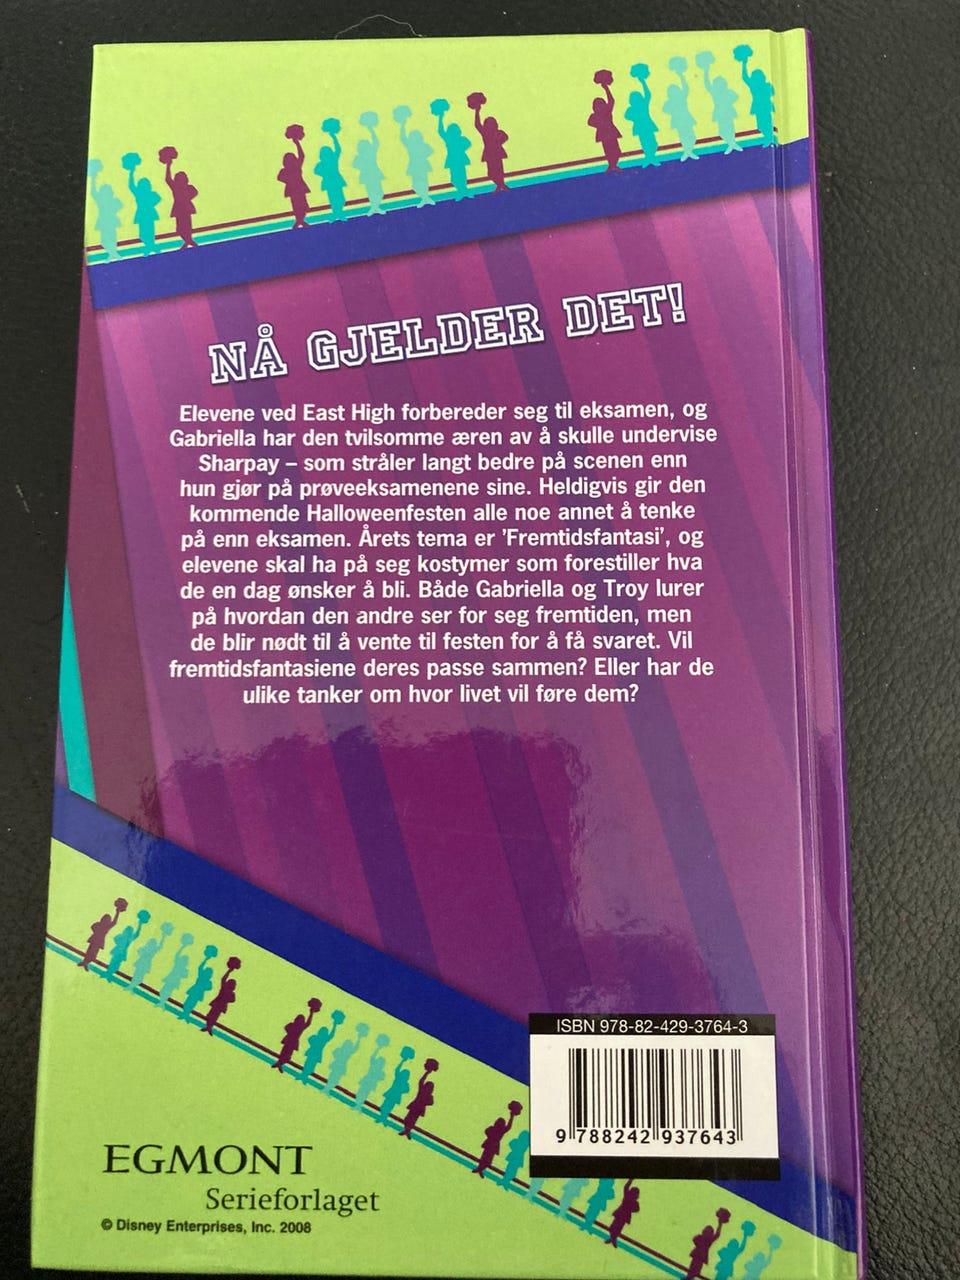 NÅ GJELDER DET!
Elevene ved East High forbereder seg til eksamen, og
Gabriella har den tvilsomme æren av å skulle undervise
Sharpay – som stråler langt bedre på scenen enn
hun gjør på prøveeksamenene sine. Heldigvis gir den
kommende Halloweenfesten alle noe annet å tenke
på enn eksamen. Årets tema er 'Fremtidsfantasi', og
elevene skal ha på seg kostymer som forestiller hva
de en dag ønsker å bli. Både Gabriella og Troy lurer
på hvordan den andre ser for seg fremtiden, men
de blir nødt til å vente til festen for å få svaret. Vil
fremtidsfantasiene deres passe sammen? Eller har de
ulike tanker om hvor livet vil føre dem?
ISBN 978-82-429-3764-3
9 788242 937643
EGMONT
Serieforlaget
© Disney Enterprises, Inc. 2008